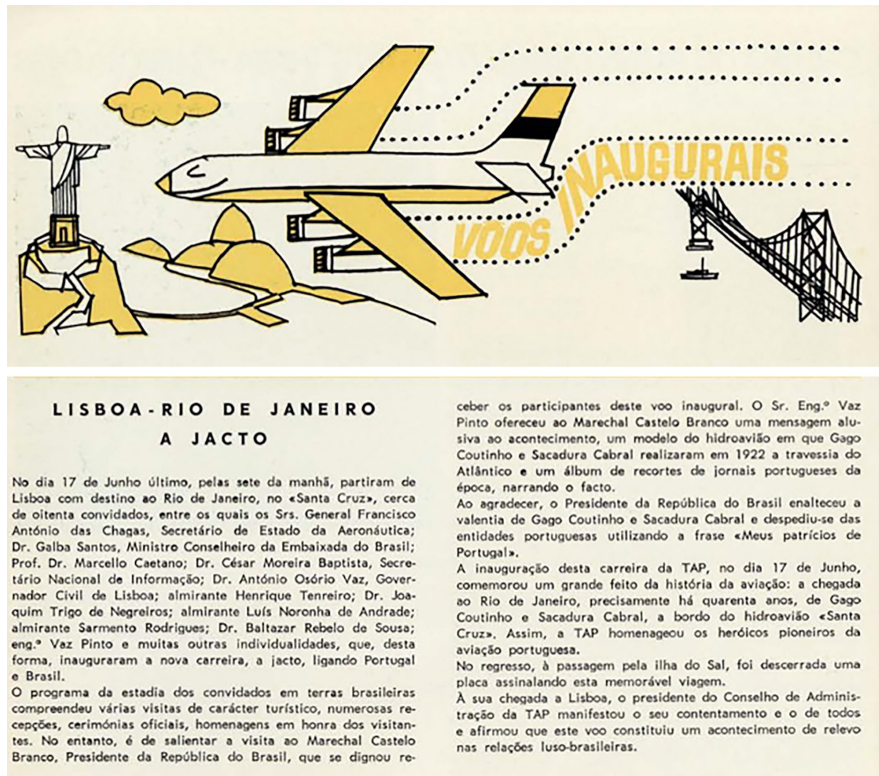 VOOS INAUGURAIS
LISBOA-RIO DE JANEIRO
A JACTO
No dia 17 de Junho último, pelas sete da manhã, partiram de
Lisboa com destino ao Rio de Janeiro, no «Santa Cruz», cerca
de oitenta convidados, entre os quais os Srs. General Francisco
António das Chagas, Secretário de Estado da Aeronáutica;
Dr. Galba Santos, Ministro Conselheiro da Embaixada do Brasil;
Prof. Dr. Marcello Caetano; Dr. César Moreira Baptista, Secre-
tário Nacional de Informação; Dr. António Osório Vaz, Gover-
nador Civil de Lisboa; almirante Henrique Tenreiro; Dr. Joa-
quim Trigo de Negreiros; almirante Luís Noronha de Andrade;
almirante Sarmento Rodrigues; Dr. Baltazar Rebelo de Sousa;
eng.º Vaz Pinto e muitas outras individualidades, que, desta
forma, inauguraram a nova carreira, a jacto, ligando Portugal
e Brasil.
O programa da estadia dos convidados em terras brasileiras
compreendeu várias visitas de carácter turístico, numerosas re-
cepções, cerimónias oficiais, homenagens em honra dos visitan-
tes. No entanto, é de salientar a visita ao Marechal Castelo
Branco, Presidente da República do Brasil, que se dignou re-
ceber os participantes deste voo inaugural. O Sr. Eng.º Vaz
Pinto ofereceu ao Marechal Castelo Branco uma mensagem alu-
siva ao acontecimento, um modelo do hidroavião em que Gago
Coutinho e Sacadura Cabral realizaram em 1922 a travessia do
Atlântico e um álbum de recortes de jornais portugueses da
época, narrando o facto.
Ao agradecer, o Presidente da República do Brasil enalteceu a
valentia de Gago Coutinho e Sacadura Cabral e despediu-se das
entidades portuguesas utilizando a frase «Meus patrícios de
Portugal».
A inauguração desta carreira da TAP, no dia 17 de Junho,
comemorou um grande feito da história da aviação: a chegada
ao Rio de Janeiro, precisamente há quarenta anos, de Gago
Coutinho e Sacadura Cabral, a bordo do hidroavião «Santa
Cruz». Assim, a TAP homenageou os heróicos pioneiros da
aviação portuguesa.
No regresso, à passagem pela ilha do Sal, foi descerrada uma
placa assinalando esta memorável viagem.
À sua chegada a Lisboa, o presidente do Conselho de Adminis-
tração da TAP manifestou o seu contentamento e o de todos
e afirmou que este voo constituiu um acontecimento de relevo
nas relações luso-brasileiras.